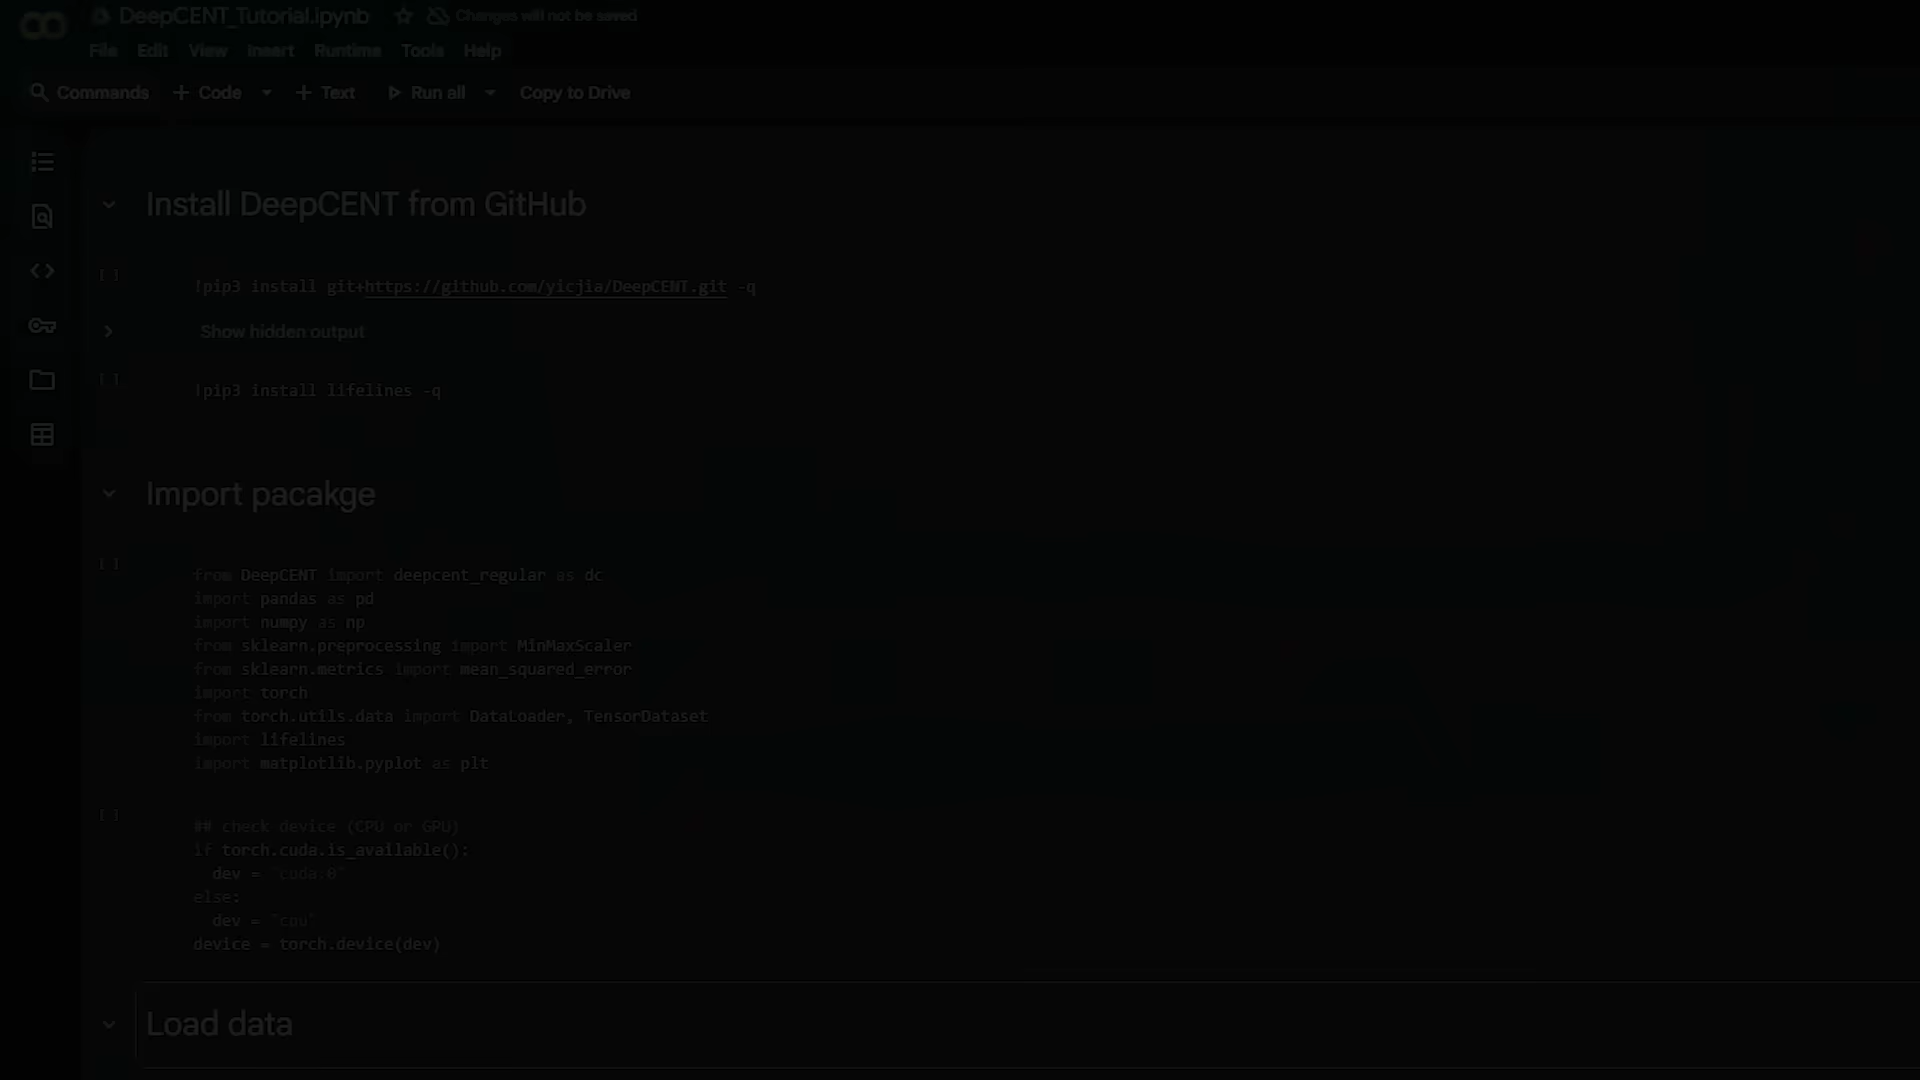 DeepCENT_Tutorial.ipynb Changes will not be saved
File Edit View Insert Runtime Tools Help
Commands + Code + Text Run all Copy to Drive
Install DeepCENT from GitHub
[ ] !pip3 install git+https://github.com/yicjia/DeepCENT.git -q
Show hidden output
[ ] !pip3 install lifelines -q
Import pacakge
[ ] from DeepCENT import deepcent_regular as dc
import pandas as pd
import numpy as np
from sklearn.preprocessing import MinMaxScaler
from sklearn.metrics import mean_squared_error
import torch
from torch.utils.data import DataLoader, TensorDataset
import lifelines
import matplotlib.pyplot as plt
[ ] ## check device (CPU or GPU)
if torch.cuda.is_available():
dev = "cuda:0"
else:
dev = "cpu"
device = torch.device(dev)
Load data